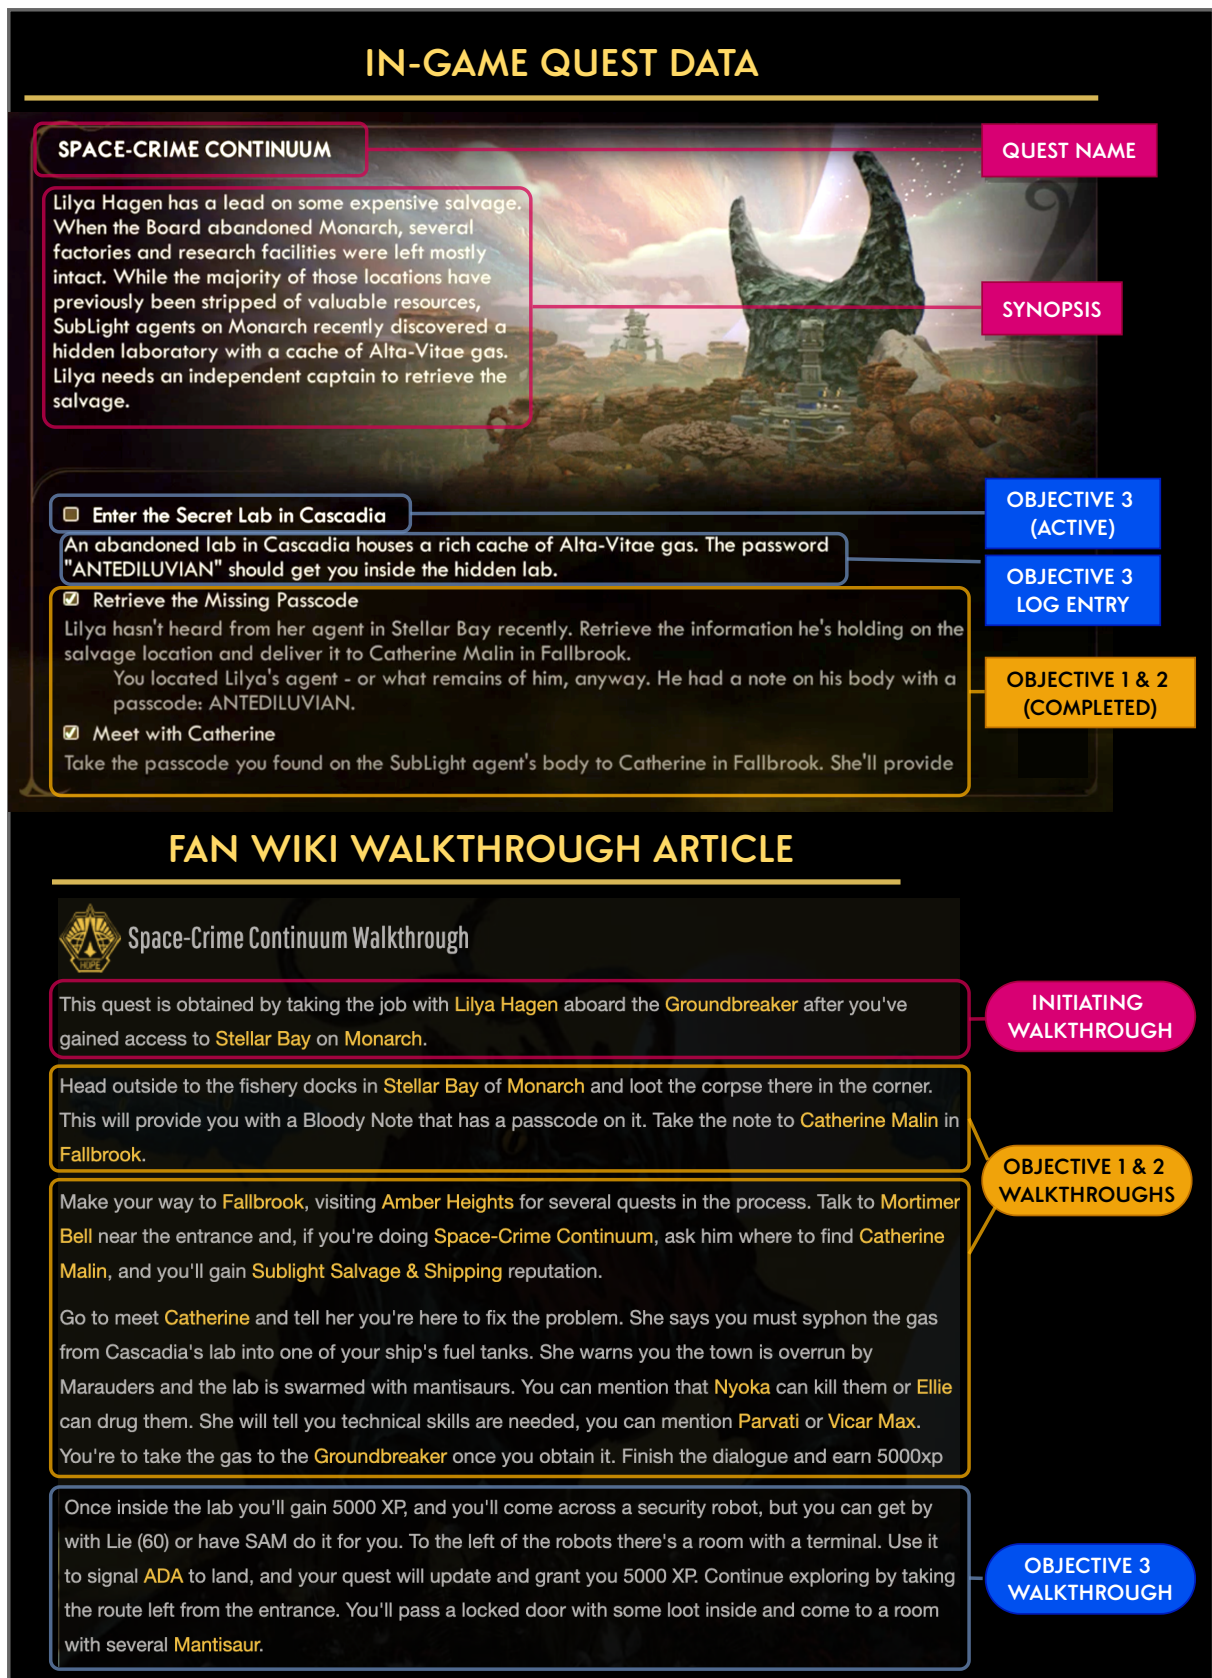 IN-GAME QUEST DATA
SPACE-CRIME CONTINUUM
QUEST NAME
Lilya Hagen has a lead on some expensive salvage.
When the Board abandoned Monarch, several
factories and research facilities were left mostly
intact. While the majority of those locations have
previously been stripped of valuable resources,
SubLight agents on Monarch recently discovered a
hidden laboratory with a cache of Alta-Vitae gas.
Lilya needs an independent captain to retrieve the
salvage.
SYNOPSIS
Enter the Secret Lab in Cascadia
OBJECTIVE 3
(ACTIVE)
An abandoned lab in Cascadia houses a rich cache of Alta-Vitae gas. The password
"ANTEDILUVIAN" should get you inside the hidden lab.
OBJECTIVE 3
LOG ENTRY
Retrieve the Missing Passcode
Lilya hasn't heard from her agent in Stellar Bay recently. Retrieve the information he's holding on the
salvage location and deliver it to Catherine Malin in Fallbrook.
You located Lilya's agent - or what remains of him, anyway. He had a note on his body with a
passcode: ANTEDILUVIAN.
Meet with Catherine
Take the passcode you found on the SubLight agent's body to Catherine in Fallbrook. She'll provide
OBJECTIVE 1 & 2
(COMPLETED)
FAN WIKI WALKTHROUGH ARTICLE
HOPE
Space-Crime Continuum Walkthrough
This quest is obtained by taking the job with Lilya Hagen aboard the Groundbreaker after you've
gained access to Stellar Bay on Monarch.
INITIATING
WALKTHROUGH
Head outside to the fishery docks in Stellar Bay of Monarch and loot the corpse there in the corner.
This will provide you with a Bloody Note that has a passcode on it. Take the note to Catherine Malin in
Fallbrook.
Make your way to Fallbrook, visiting Amber Heights for several quests in the process. Talk to Mortimer
Bell near the entrance and, if you're doing Space-Crime Continuum, ask him where to find Catherine
Malin, and you'll gain Sublight Salvage & Shipping reputation.
Go to meet Catherine and tell her you're here to fix the problem. She says you must syphon the gas
from Cascadia's lab into one of your ship's fuel tanks. She warns you the town is overrun by
Marauders and the lab is swarmed with mantisaurs. You can mention that Nyoka can kill them or Ellie
can drug them. She will tell you technical skills are needed, you can mention Parvati or Vicar Max.
You're to take the gas to the Groundbreaker once you obtain it. Finish the dialogue and earn 5000xp
OBJECTIVE 1 & 2
WALKTHROUGHS
Once inside the lab you'll gain 5000 XP, and you'll come across a security robot, but you can get by
with Lie (60) or have SAM do it for you. To the left of the robots there's a room with a terminal. Use it
to signal ADA to land, and your quest will update and grant you 5000 XP. Continue exploring by taking
the route left from the entrance. You'll pass a locked door with some loot inside and come to a room
with several Mantisaur.
OBJECTIVE 3
WALKTHROUGH